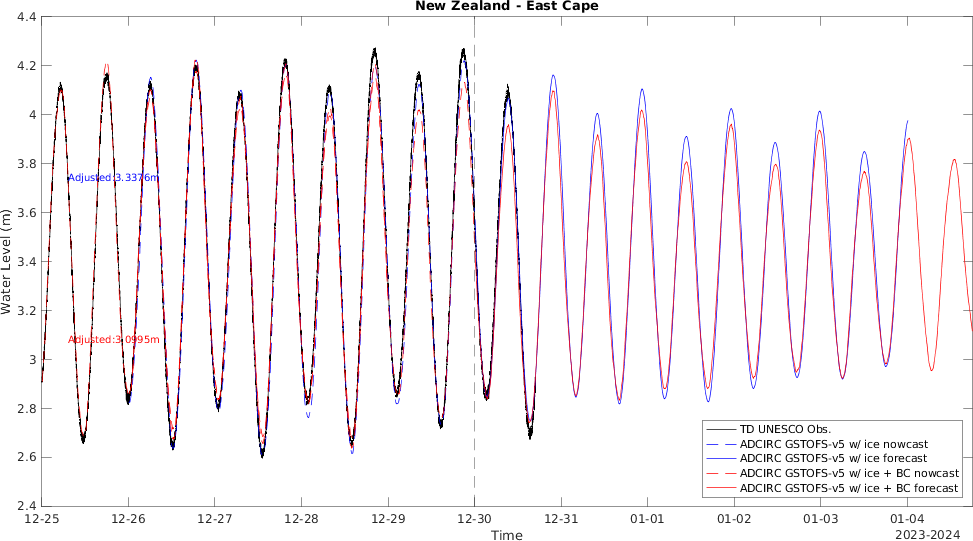 New Zealand - East Cape
4.4
4.2
4
3.8
3.6
3.4
3.2
3
2.8
2.6
2.4
Water Level (m)
Adjusted:3.3376m
Adjusted:3.0995m
TD UNESCO Obs.
ADCIRC GSTOFS-v5 w/ ice nowcast
ADCIRC GSTOFS-v5 w/ ice forecast
ADCIRC GSTOFS-v5 w/ ice + BC nowcast
ADCIRC GSTOFS-v5 w/ ice + BC forecast
12-25 12-26 12-27 12-28 12-29 12-30 12-31 01-01 01-02 01-03 01-04
Time
2023-2024